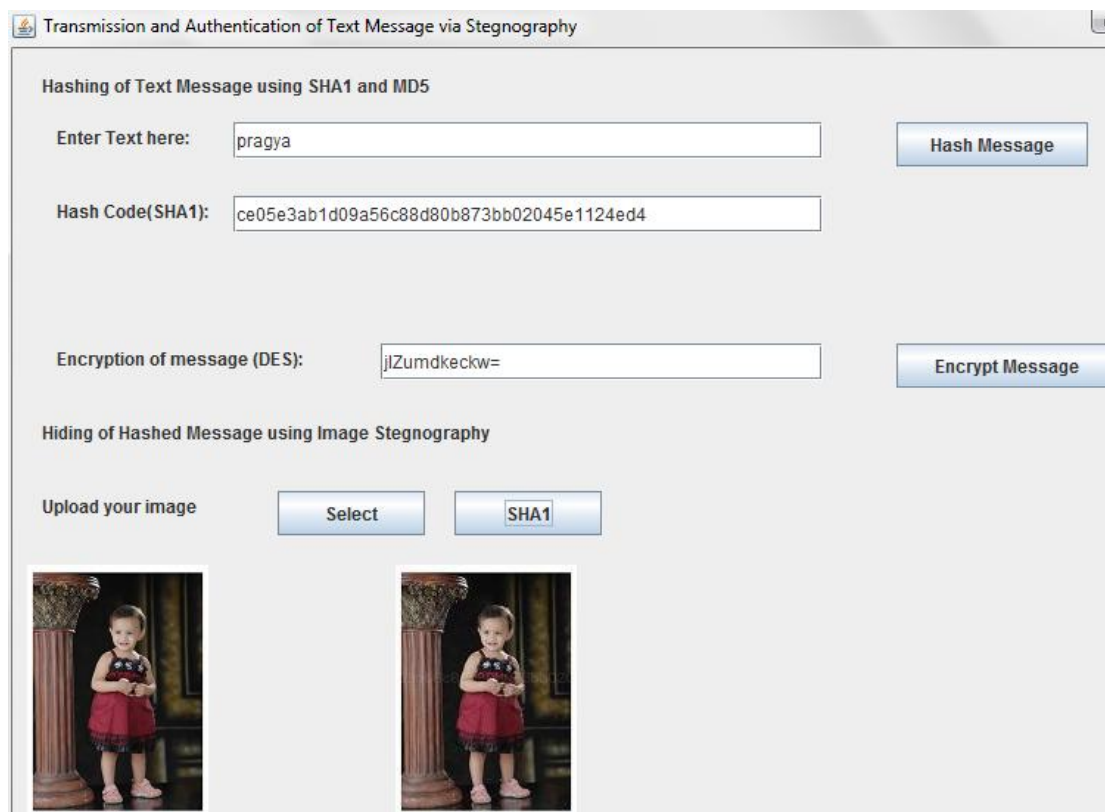 Transmission and Authentication of Text Message via Stegnography
Hashing of Text Message using SHA1 and MD5
Enter Text here: pragya Hash Message
Hash Code(SHA1): ce05e3ab1d09a56c88d80b873bb02045e1124ed4
Encryption of message (DES): jlZumdkeckw= Encrypt Message
Hiding of Hashed Message using Image Stegnography
Upload your image Select SHA1